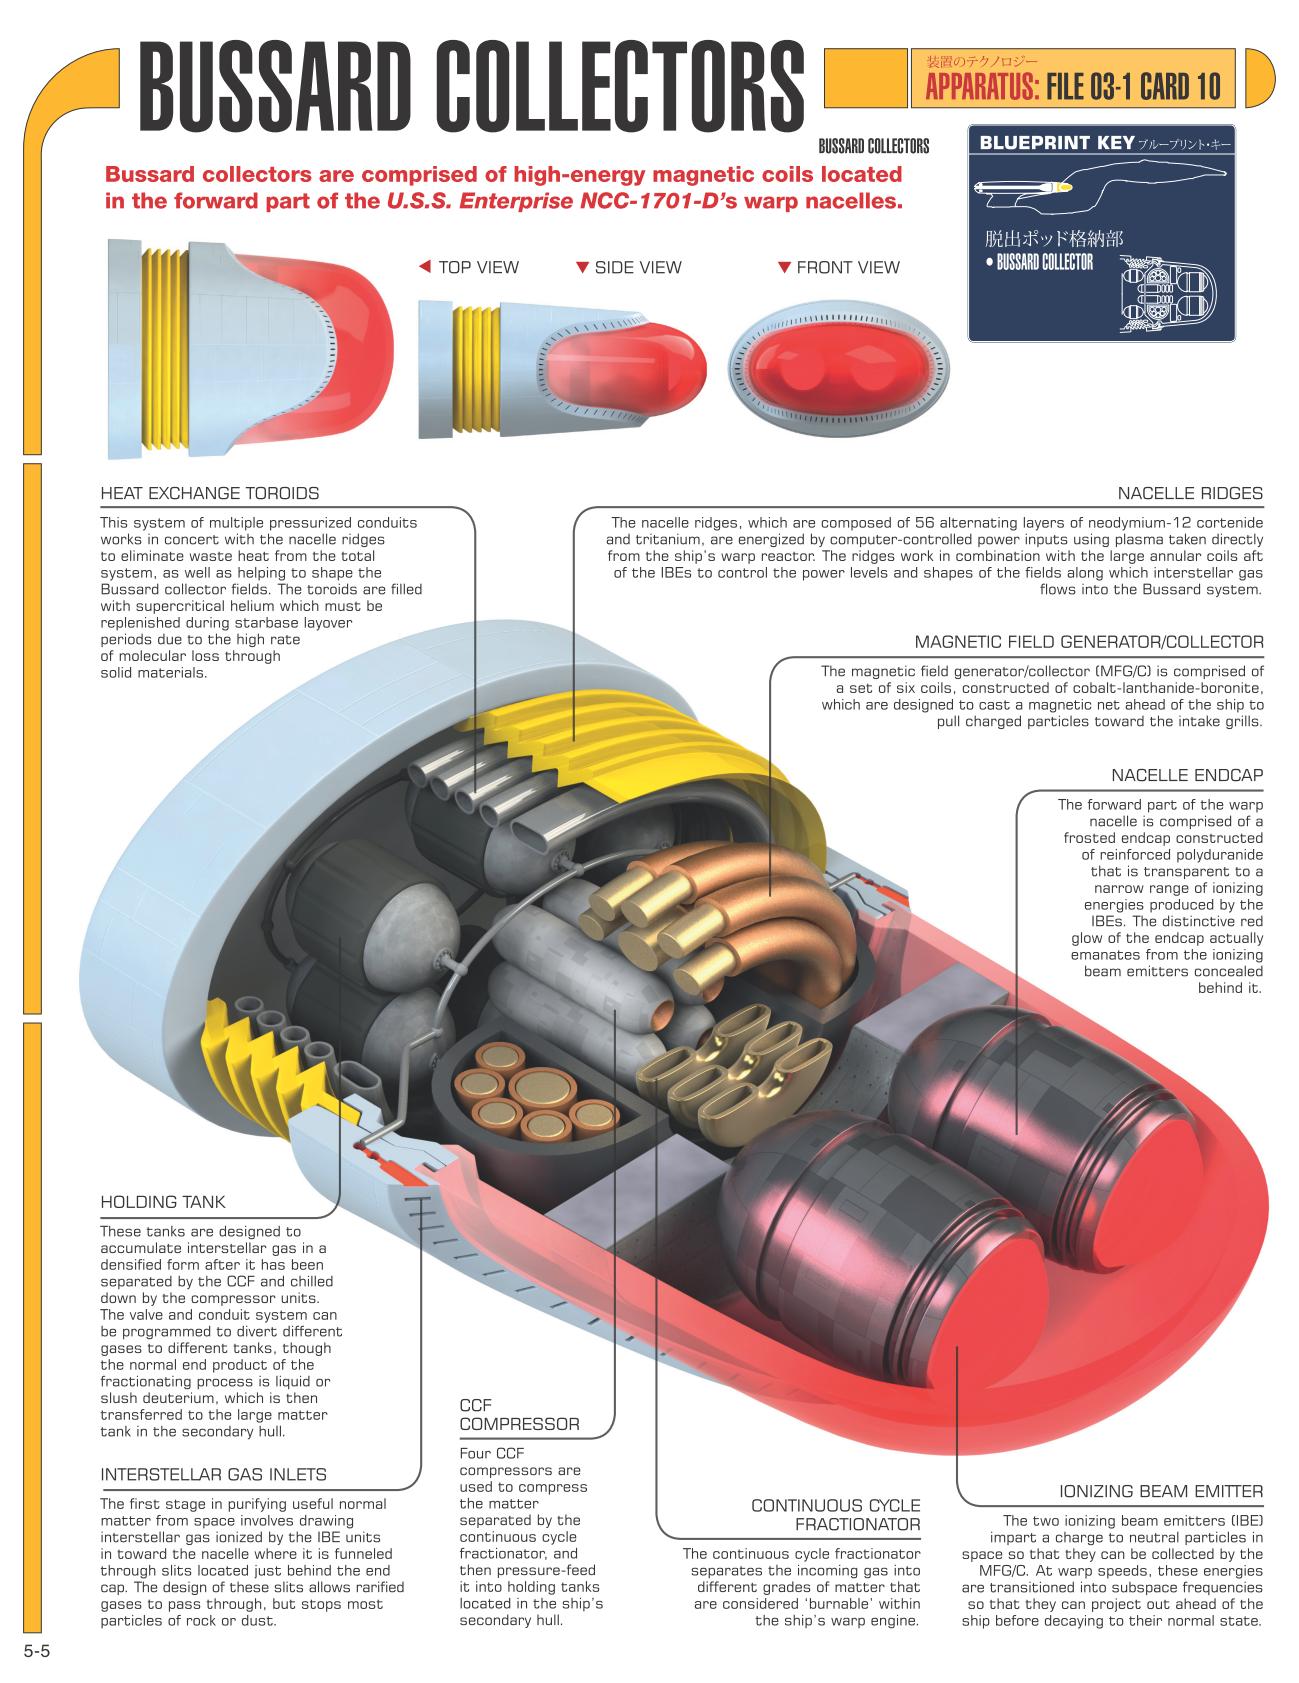 BUSSARD COLLECTORS
装置のテクノロジー
APPARATUS: FILE 03-1 CARD 10
BUSSARD COLLECTORS
Bussard collectors are comprised of high-energy magnetic coils located
in the forward part of the U.S.S. Enterprise NCC-1701-D's warp nacelles.
BLUEPRINT KEY ブループリント・キー
脱出ポッド格納部
• BUSSARD COLLECTOR
TOP VIEW
SIDE VIEW
FRONT VIEW
HEAT EXCHANGE TOROIDS
This system of multiple pressurized conduits
works in concert with the nacelle ridges
to eliminate waste heat from the total
system, as well as helping to shape the
Bussard collector fields. The toroids are filled
with supercritical helium which must be
replenished during starbase layover
periods due to the high rate
of molecular loss through
solid materials.
NACELLE RIDGES
The nacelle ridges, which are composed of 56 alternating layers of neodymium-12 cortenide
and tritanium, are energized by computer-controlled power inputs using plasma taken directly
from the ship's warp reactor. The ridges work in combination with the large annular coils aft
of the IBEs to control the power levels and shapes of the fields along which interstellar gas
flows into the Bussard system.
MAGNETIC FIELD GENERATOR/COLLECTOR
The magnetic field generator/collector (MFG/C) is comprised of
a set of six coils, constructed of cobalt-lanthanide-boronite,
which are designed to cast a magnetic net ahead of the ship to
pull charged particles toward the intake grills.
NACELLE ENDCAP
The forward part of the warp
nacelle is comprised of a
frosted endcap constructed
of reinforced polyduranide
that is transparent to a
narrow range of ionizing
energies produced by the
IBEs. The distinctive red
glow of the endcap actually
emanates from the ionizing
beam emitters concealed
behind it.
HOLDING TANK
These tanks are designed to
accumulate interstellar gas in a
densified form after it has been
separated by the CCF and chilled
down by the compressor units.
The valve and conduit system can
be programmed to divert different
gases to different tanks, though
the normal end product of the
fractionating process is liquid or
slush deuterium, which is then
transferred to the large matter
tank in the secondary hull.
INTERSTELLAR GAS INLETS
The first stage in purifying useful normal
matter from space involves drawing
interstellar gas ionized by the IBE units
in toward the nacelle where it is funneled
through slits located just behind the end
cap. The design of these slits allows rarified
gases to pass through, but stops most
particles of rock or dust.
CCF
COMPRESSOR
Four CCF
compressors are
used to compress
the matter
separated by the
continuous cycle
fractionator, and
then pressure-feed
it into holding tanks
located in the ship's
secondary hull.
CONTINUOUS CYCLE
FRACTIONATOR
The continuous cycle fractionator
separates the incoming gas into
different grades of matter that
are considered 'burnable' within
the ship's warp engine.
IONIZING BEAM EMITTER
The two ionizing beam emitters (IBE)
impart a charge to neutral particles in
space so that they can be collected by the
MFG/C. At warp speeds, these energies
are transitioned into subspace frequencies
so that they can project out ahead of the
ship before decaying to their normal state.
5-5